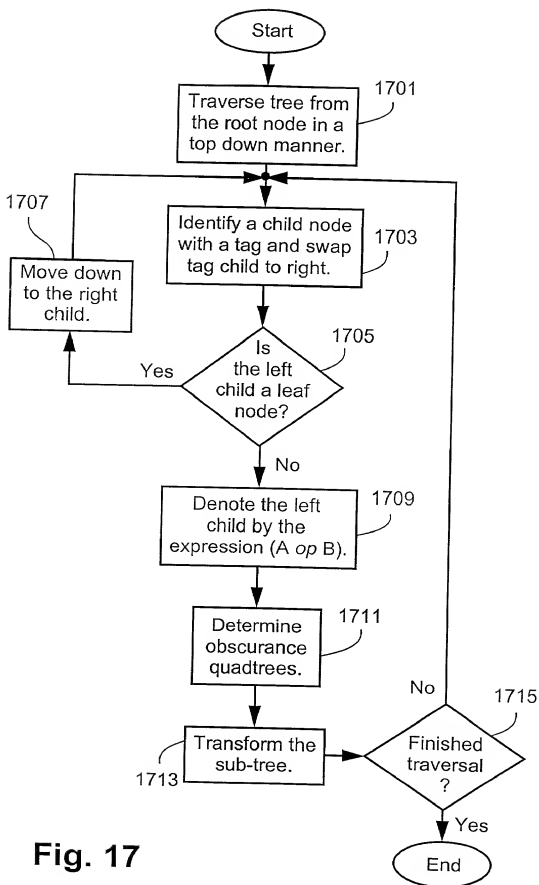 Start
1701
Traverse tree from
the root node in a
top down manner.
1707
Move down
to the right
child.
Identify a child node
with a tag and swap
tag child to right.
1703
1705
Is
the left
child a leaf
node?
Yes
No
1709
Denote the left
child by the
expression (A op B).
1711
Determine
obscurance
quadtrees.
No
1715
Transform the
sub-tree.
1713
Finished
traversal
?
Yes
End
Fig. 17